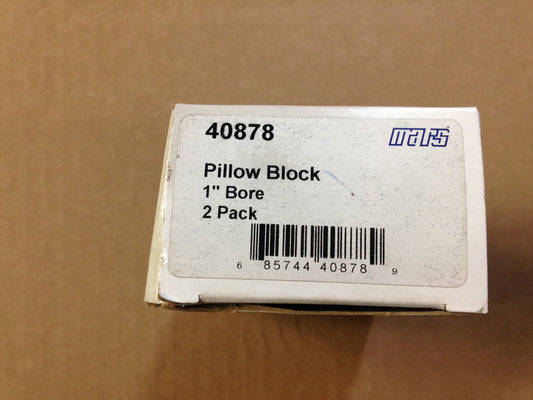 40878
mars
Pillow Block
1" Bore
2 Pack
6 85744 40878 9